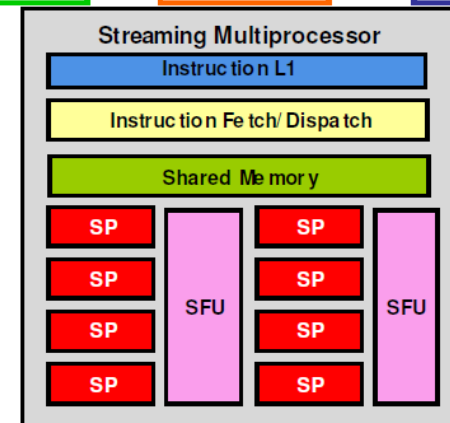 Streaming Multiprocessor
Instruction L1
Instruction Fetch/Dispatch
Shared Memory
SP SP
SP SP
SFU SFU
SP SP
SP SP